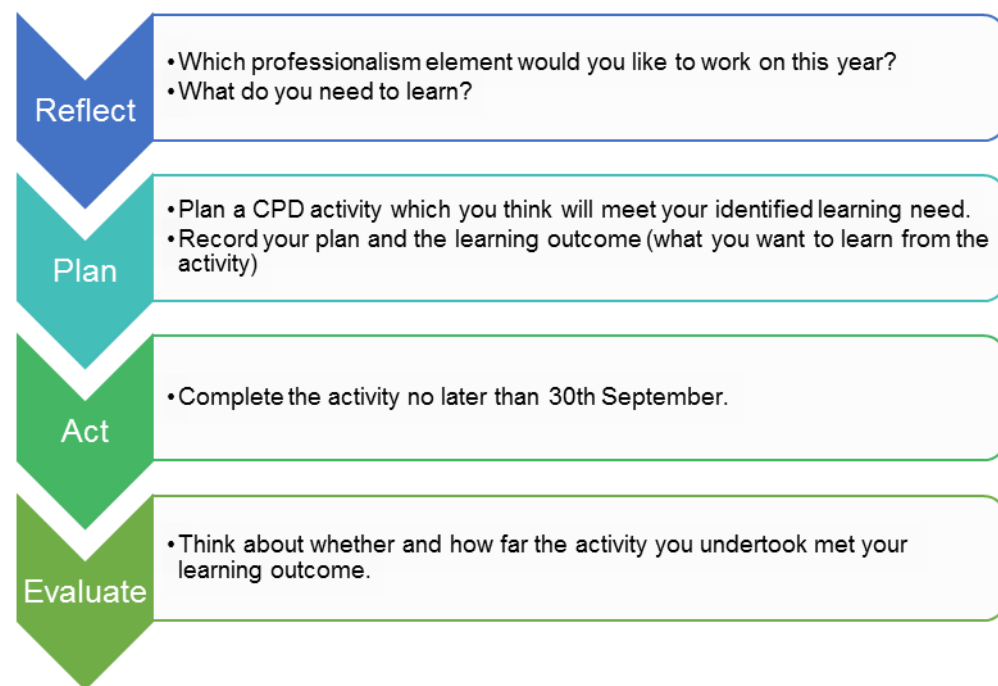 Reflect
•Which professionalism element would you like to work on this year?
•What do you need to learn?
Plan
•Plan a CPD activity which you think will meet your identified learning need.
•Record your plan and the learning outcome (what you want to learn from the
activity)
Act
•Complete the activity no later than 30th September.
Evaluate
•Think about whether and how far the activity you undertook met your
learning outcome.